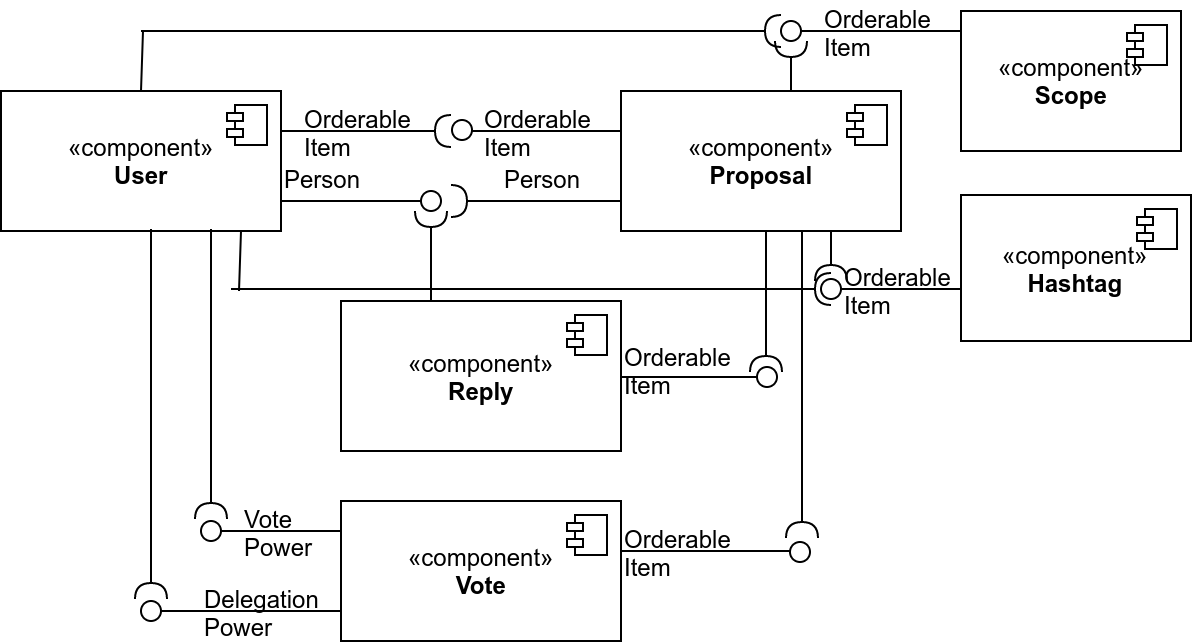 Orderable
Item
«component»
Scope
«component»
User
Orderable
Item
Orderable
Item
Person
Person
«component»
Proposal
«component»
Hashtag
Orderable
Item
«component»
Reply
Orderable
Item
Vote
Power
«component»
Vote
Orderable
Item
Delegation
Power